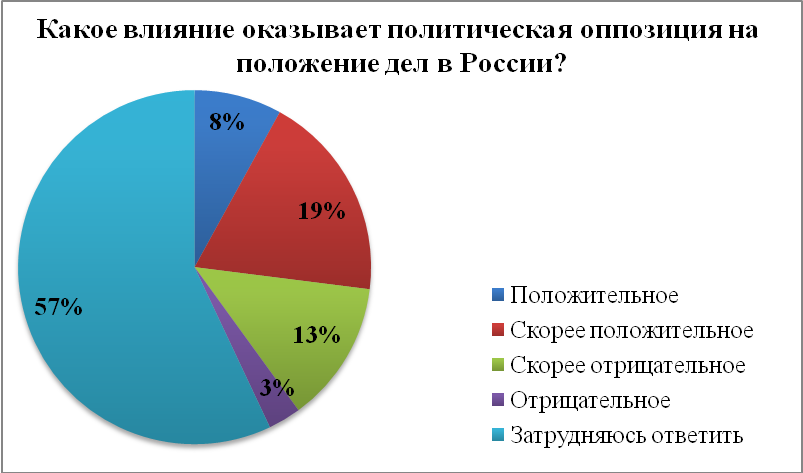 Какое влияние оказывает политическая оппозиция на
положение дел в России?
8%
19%
13%
3%
57%
Положительное
Скорее положительное
Скорее отрицательное
Отрицательное
Затрудняюсь ответить